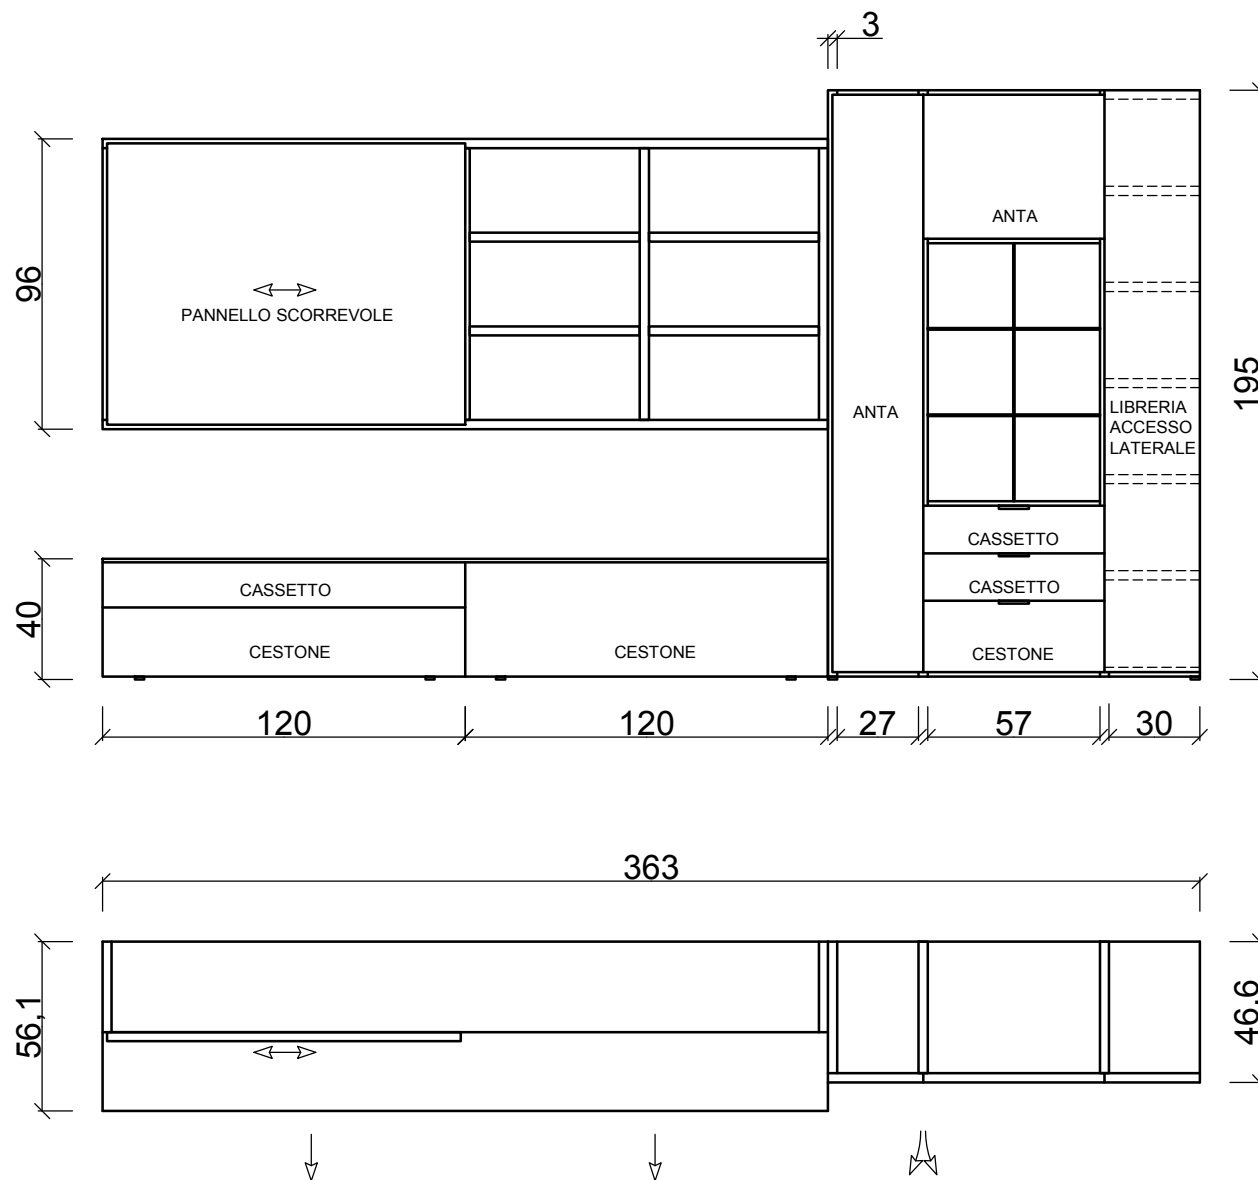 3
ANTA
96
PANNELLO SCORREVOLE
195
ANTA
LIBRERIA
ACCESSO
LATERALE
CASSETTO
40
CASSETTO
CASSETTO
CESTONE
CESTONE
CESTONE
120
120
27
57
30
363
56,1
46,6